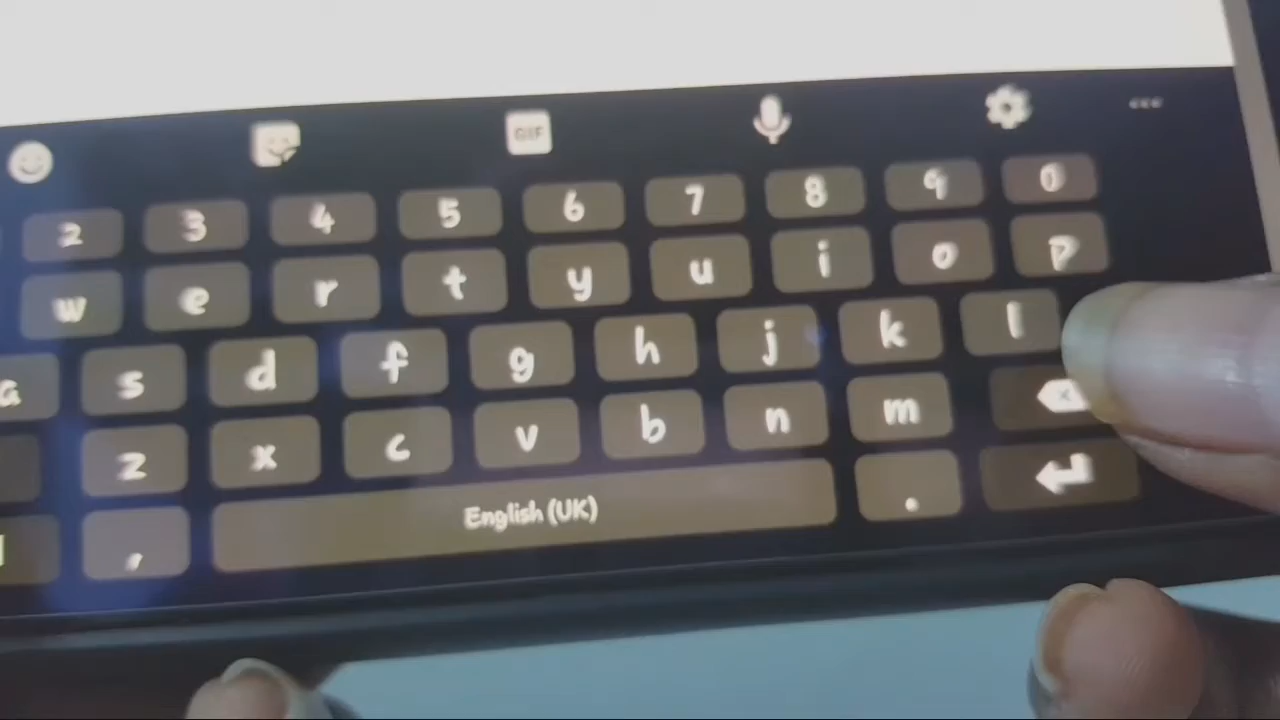 GIF
2 3 4 5 6 7 8 9 0
w e r t y u i o p
a s d f g h j k l
z x c v b n m
, English (UK) .